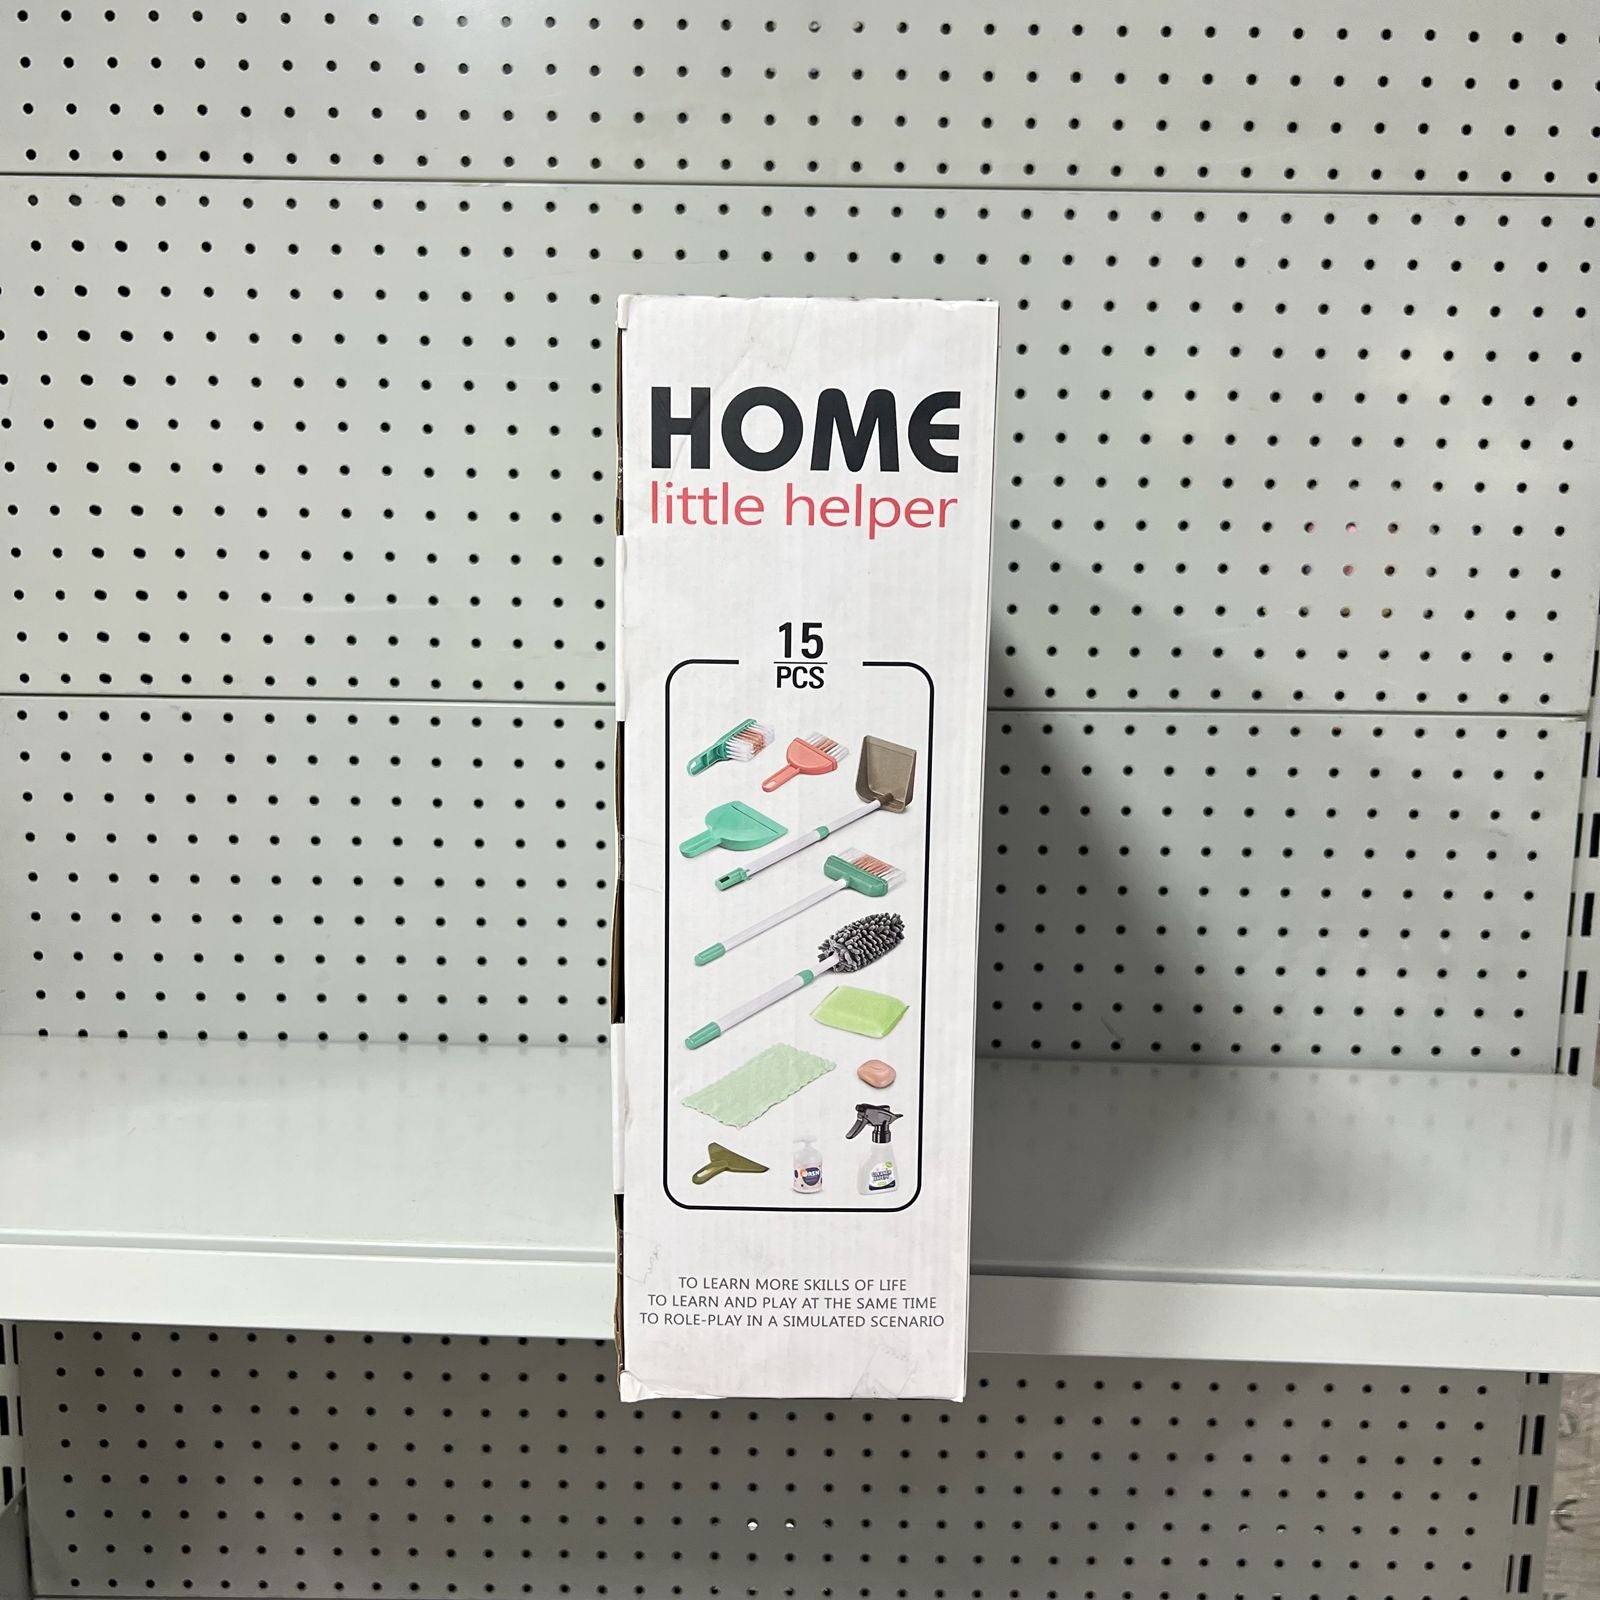 HOME
little helper
15
PCS
WASH
TO LEARN MORE SKILLS OF LIFE
TO LEARN AND PLAY AT THE SAME TIME
TO ROLE-PLAY IN A SIMULATED SCENARIO